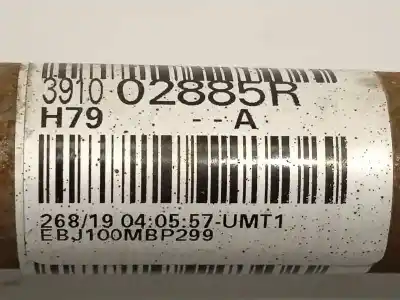 3910 02885R
H79 --A
268/19 04:05:57-UMT1
EBJ100MBP299